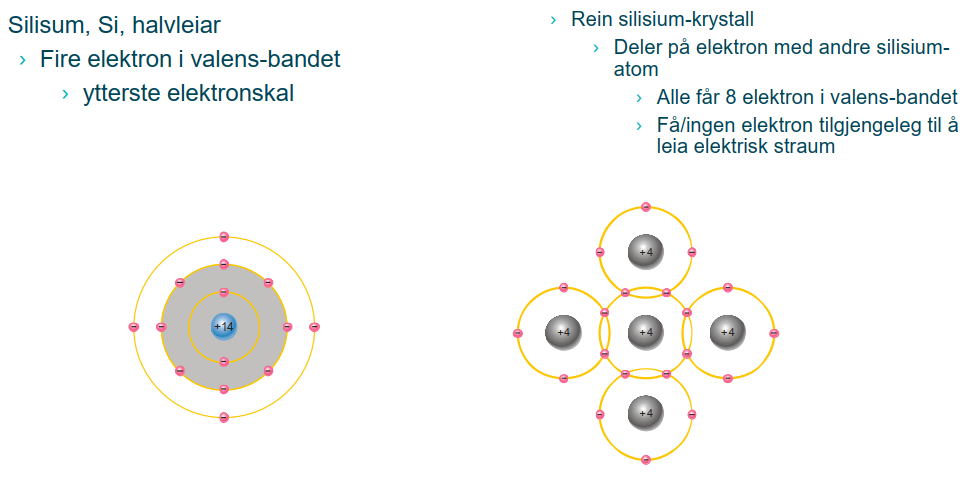 Silisum, Si, halvleiar
› Fire elektron i valens-bandet
› ytterste elektronskal
› Rein silisium-krystall
› Deler på elektron med andre silisium-
atom
› Alle får 8 elektron i valens-bandet
› Få/ingen elektron tilgjengeleg til å
leia elektrisk straum
+14
+4
+4
+4
+4
+4